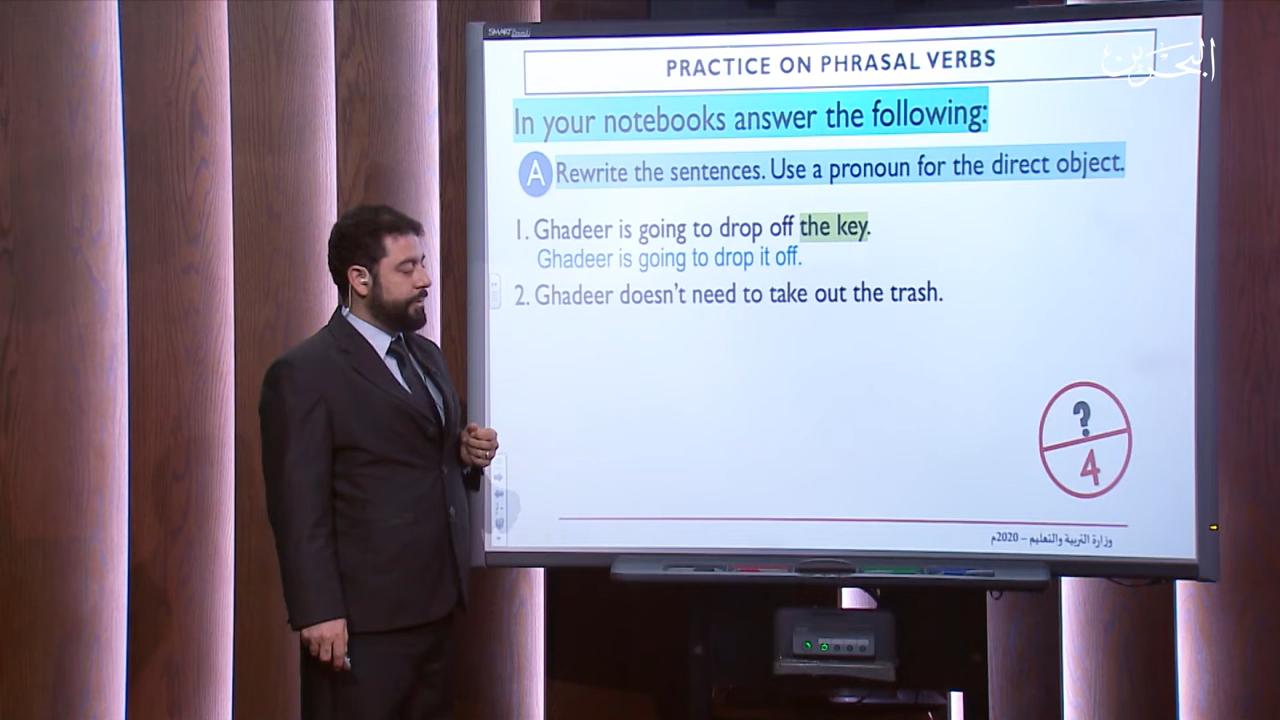 SMART Board
البحرين
PRACTICE ON PHRASAL VERBS
In your notebooks answer the following:
A Rewrite the sentences. Use a pronoun for the direct object.
1. Ghadeer is going to drop off the key.
Ghadeer is going to drop it off.
2. Ghadeer doesn't need to take out the trash.
?
4
وزارة التربية والتعليم – 2020م